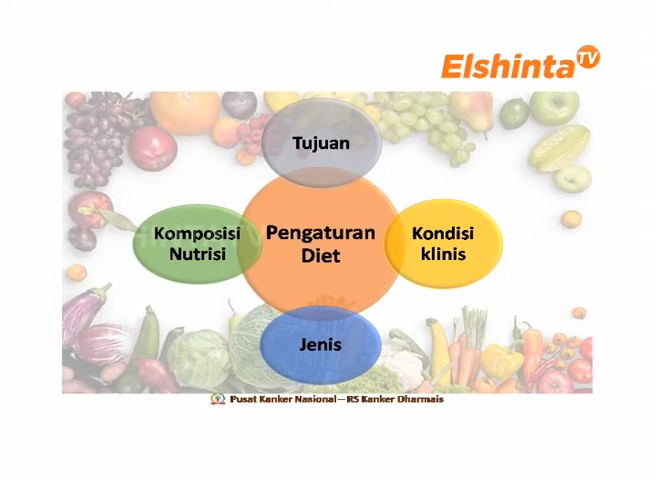 Elshinta TV
Tujuan
Komposisi
Nutrisi
Pengaturan
Diet
Kondisi
klinis
Jenis
Pusat Kanker Nasional – RS Kanker Dharmais